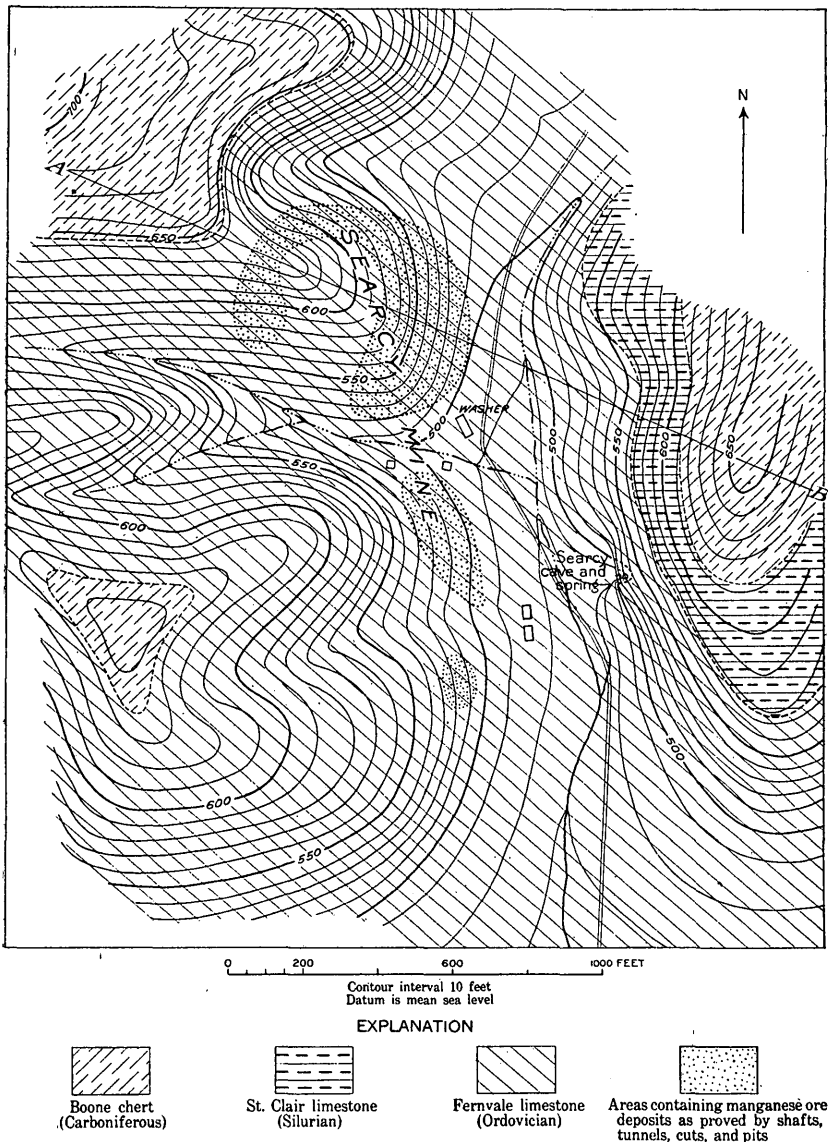 N
700
A
650
SEARCY
600
550
500
WASHER
MINE
550
500
550
600
650
B
600
Searcy
cave and
spring
500
600
550
0 200 600 1000 FEET
Contour interval 10 feet
Datum is mean sea level
EXPLANATION
Boone chert
(Carboniferous)
St. Clair limestone
(Silurian)
Fernvale limestone
(Ordovician)
Areas containing manganese ore
deposits as proved by shafts,
tunnels, cuts, and pits